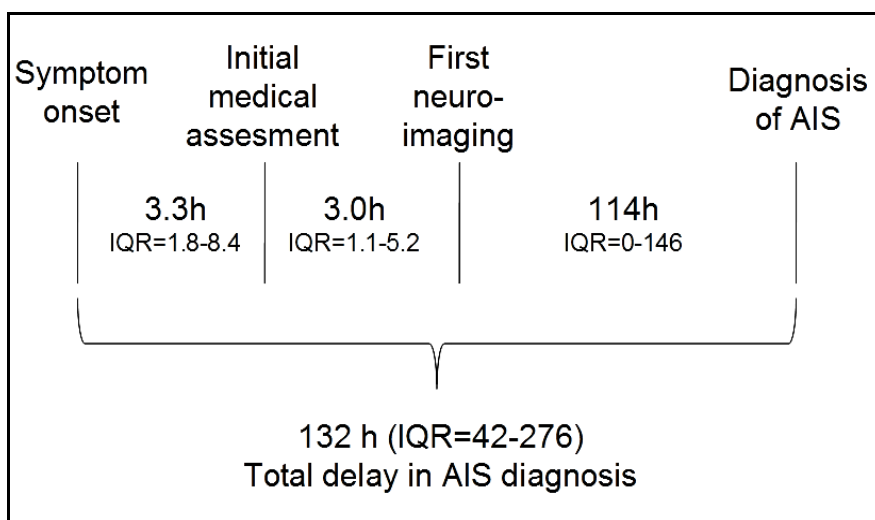 Symptom
onset
Initial
medical
assesment
First
neuro-
imaging
Diagnosis
of AIS
3.3h
IQR=1.8-8.4
3.0h
IQR=1.1-5.2
114h
IQR=0-146
132 h (IQR=42-276)
Total delay in AIS diagnosis